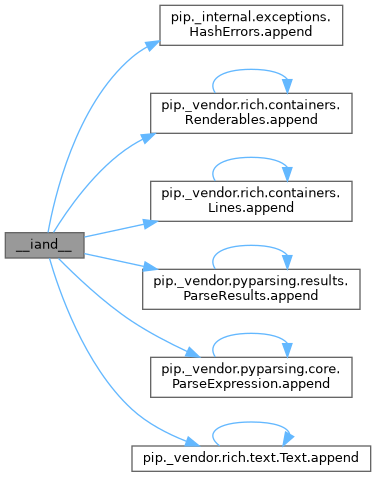 pip._internal.exceptions.
HashErrors.append
pip._vendor.rich.containers.
Renderables.append
pip._vendor.rich.containers.
Lines.append
__iand__
pip._vendor.pyparsing.results.
ParseResults.append
pip._vendor.pyparsing.core.
ParseExpression.append
pip._vendor.rich.text.Text.append